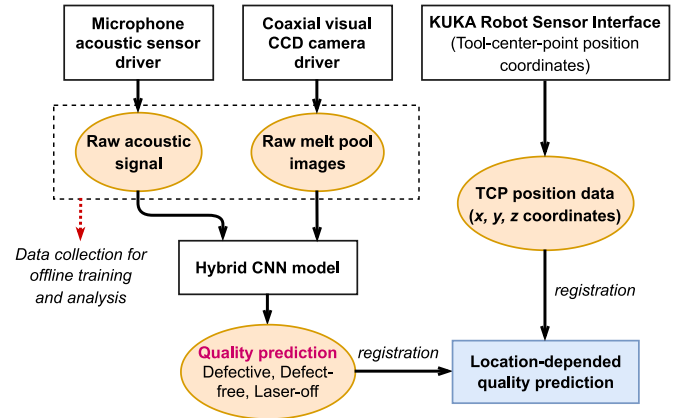 Microphone
acoustic sensor
driver
Coaxial visual
CCD camera
driver
KUKA Robot Sensor Interface
(Tool-center-point position
coordinates)
Raw acoustic
signal
Raw melt pool
images
TCP position data
(x, y, z coordinates)
Data collection for
offline training
and analysis
Hybrid CNN model
registration
Quality prediction
Defective, Defect-
free, Laser-off
registration
Location-depended
quality prediction